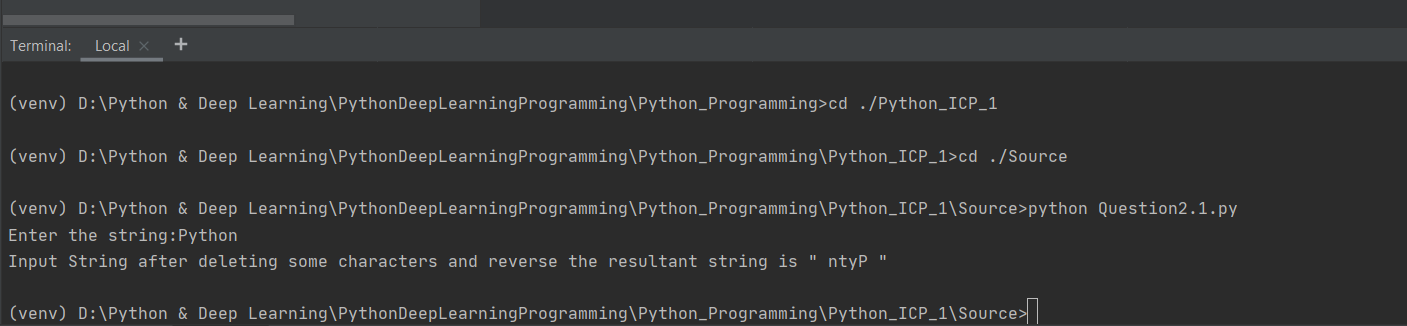 Terminal: Local × +
(venv) D:\Python & Deep Learning\PythonDeepLearningProgramming\Python_Programming>cd ./Python_ICP_1
(venv) D:\Python & Deep Learning\PythonDeepLearningProgramming\Python_Programming\Python_ICP_1>cd ./Source
(venv) D:\Python & Deep Learning\PythonDeepLearningProgramming\Python_Programming\Python_ICP_1\Source>python Question2.1.py
Enter the string:Python
Input String after deleting some characters and reverse the resultant string is " ntyP "
(venv) D:\Python & Deep Learning\PythonDeepLearningProgramming\Python_Programming\Python_ICP_1\Source>